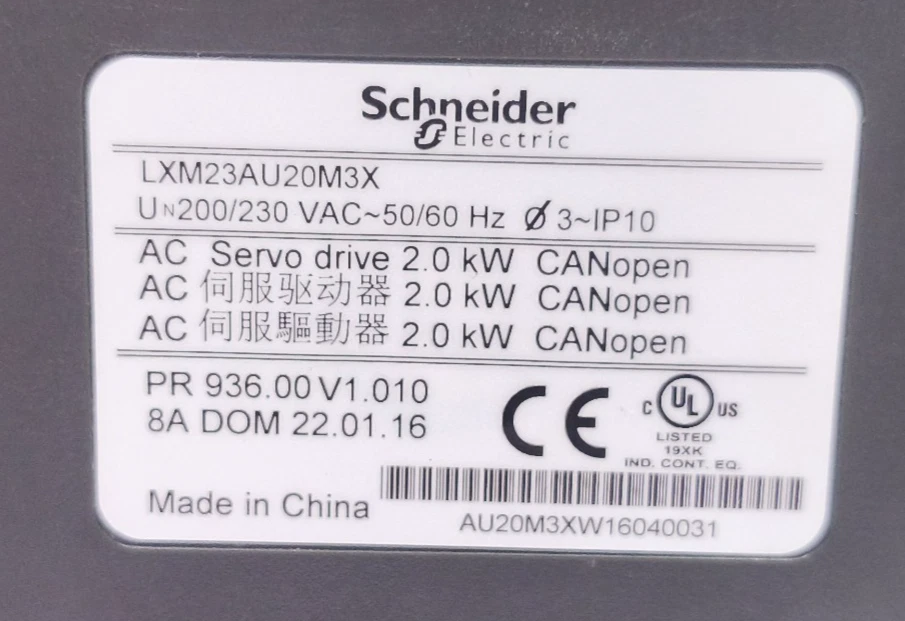 Schneider
Electric
LXM23AU20M3X
UN200/230 VAC~50/60 Hz Ø 3~IP10
AC Servo drive 2.0 kW CANopen
AC 伺服驱动器 2.0 kW CANopen
AC 伺服驅動器 2.0 kW CANopen
PR 936.00 V1.010
8A DOM 22.01.16
CE
C UL US
LISTED
19XK
IND. CONT. EQ.
Made in China
AU20M3XW16040031